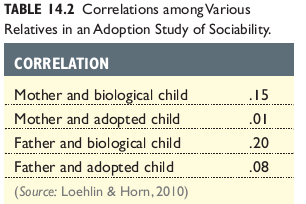 TABLE 14.2 Correlations among Various
Relatives in an Adoption Study of Sociability.
CORRELATION
Mother and biological child .15
Mother and adopted child .01
Father and biological child .20
Father and adopted child .08
(Source: Loehlin & Horn, 2010)